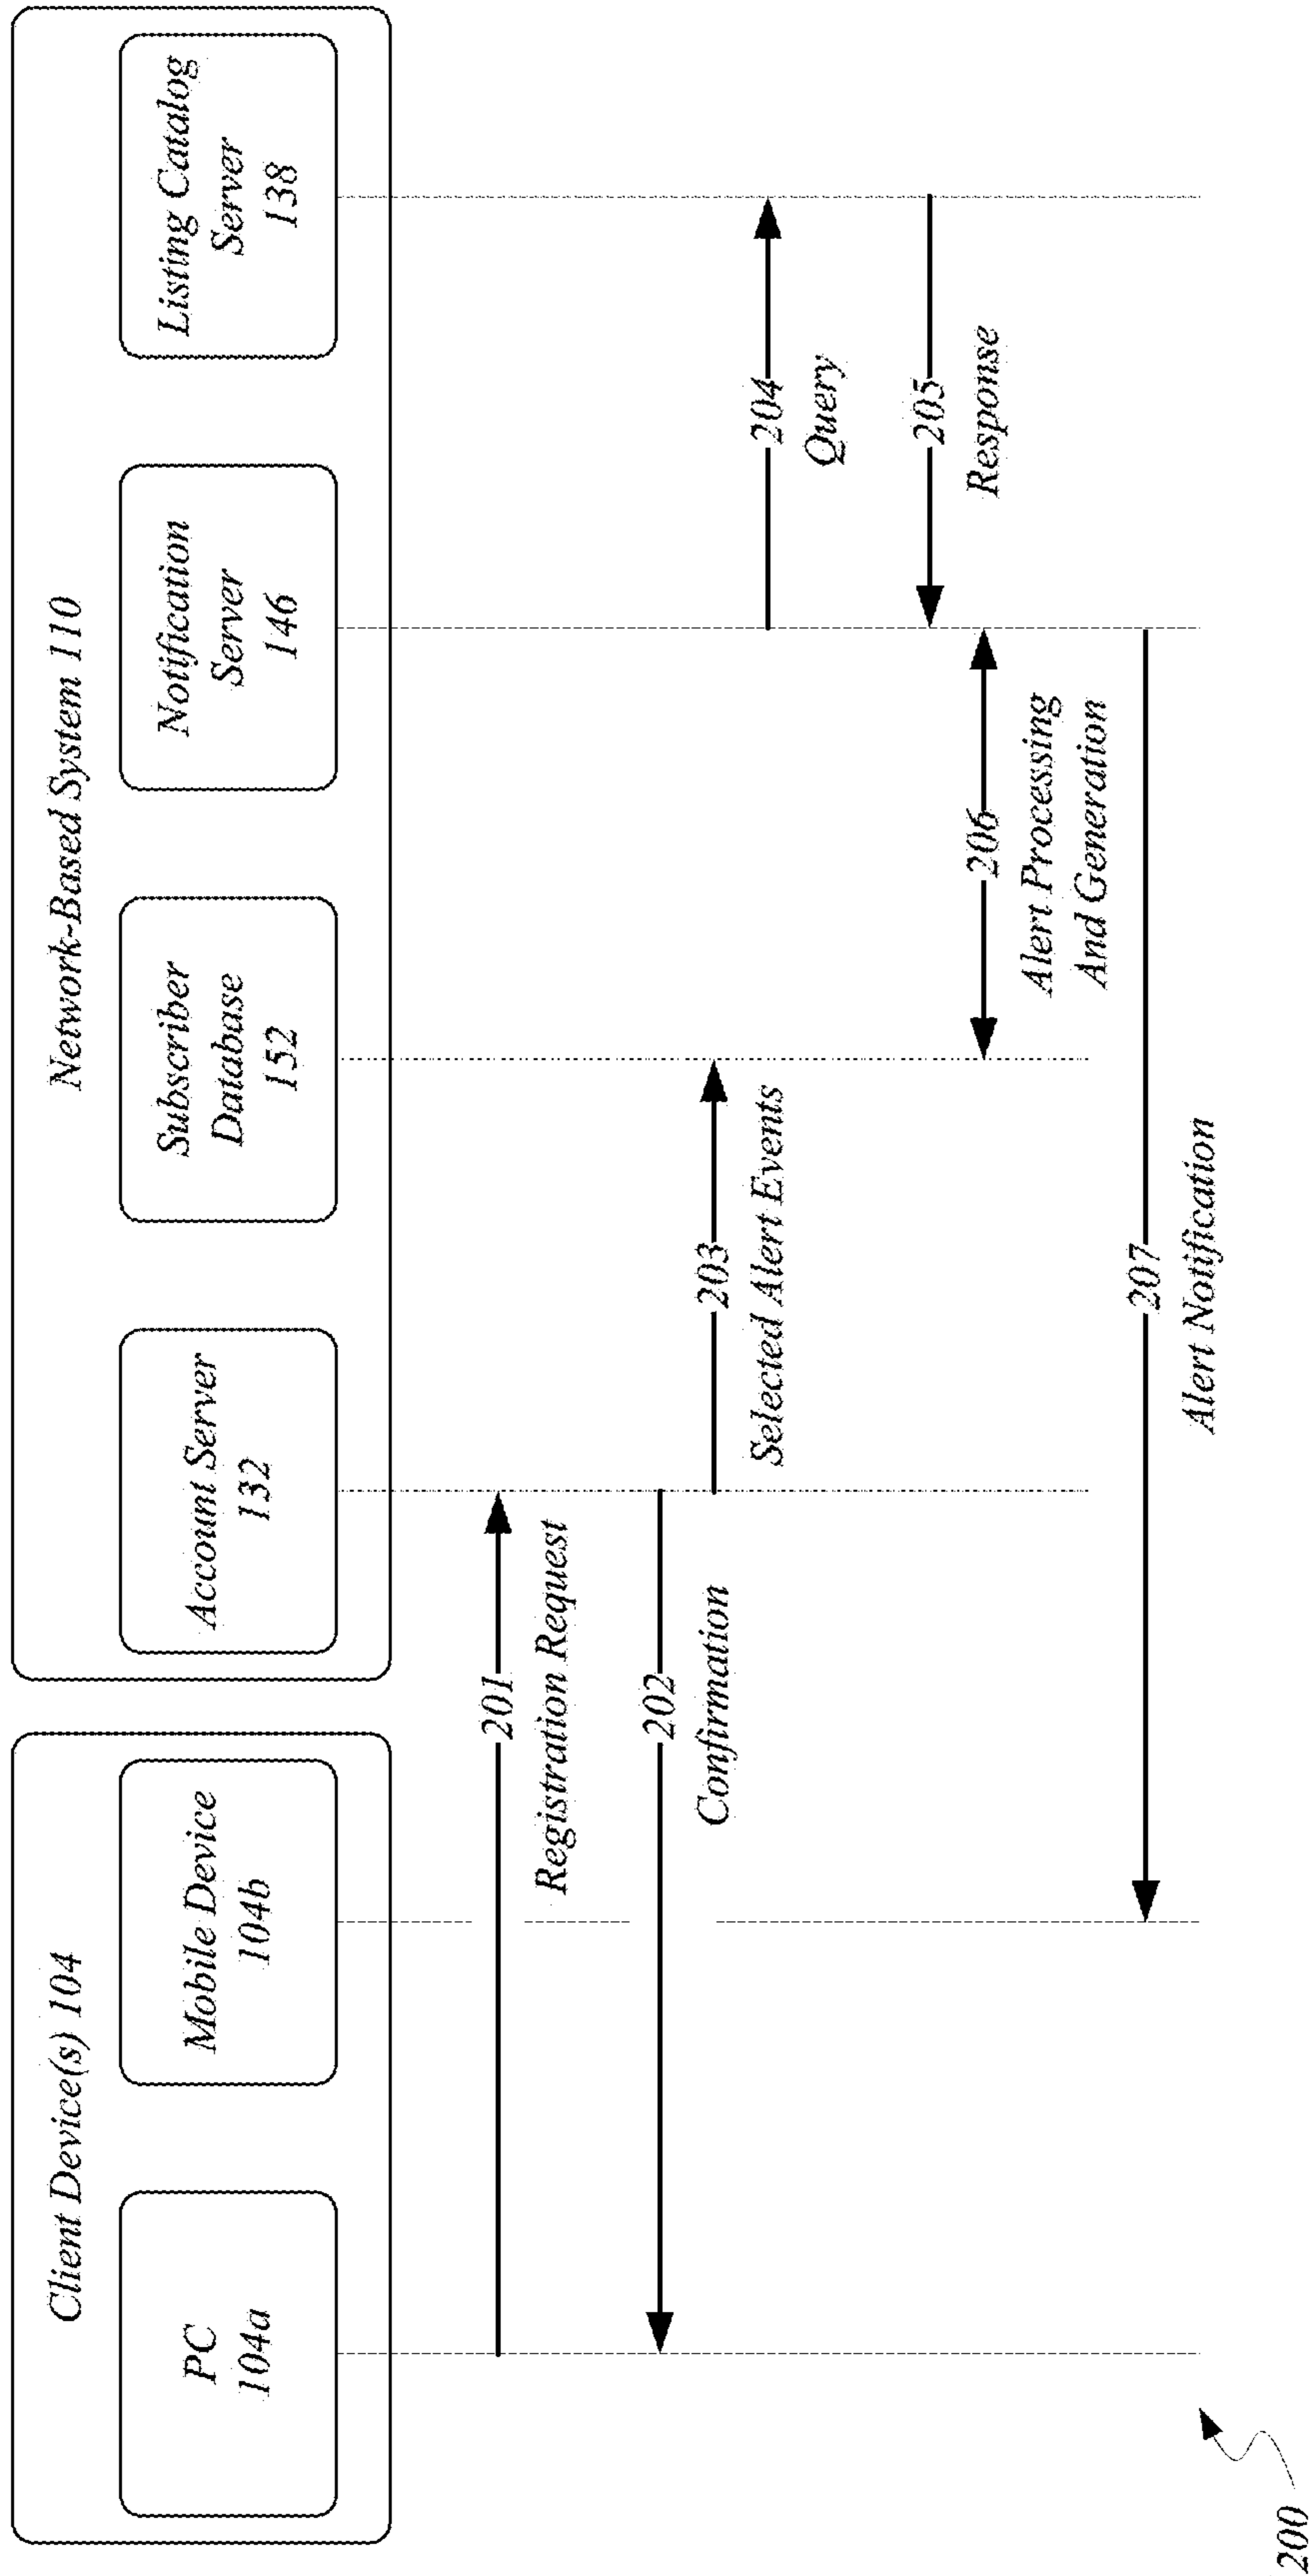 Client Device(s) 104
Network-Based System 110
PC
104a
Mobile Device
104b
Account Server
132
Subscriber
Database
152
Notification
Server
146
Listing Catalog
Server
138
201
Registration Request
202
Confirmation
203
Selected Alert Events
204
Query
205
Response
206
Alert Processing
And Generation
207
Alert Notification
200